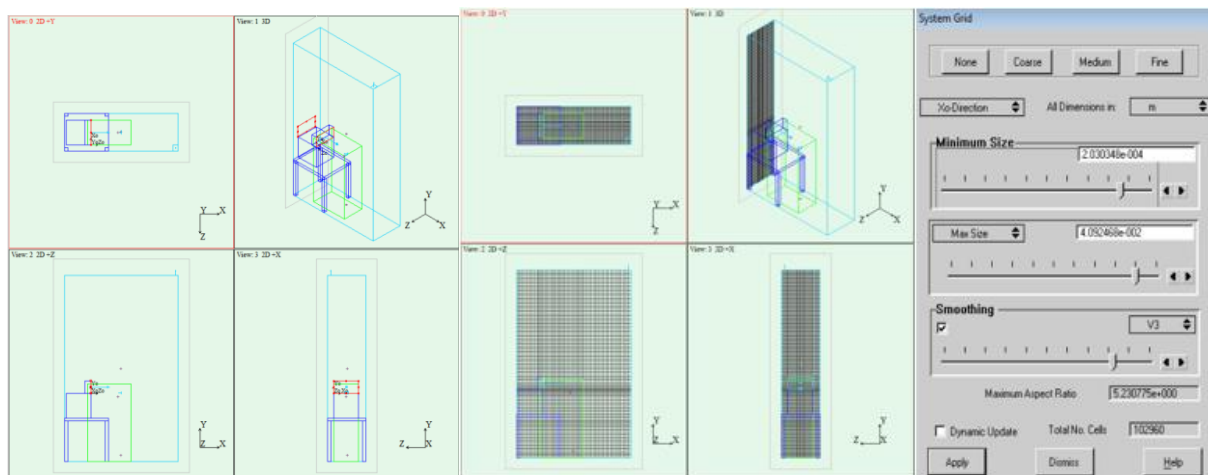 View: 0 2D +Y
View: 1 3D
View: 0 2D +Y
View: 1 3D
Y
X
Z
Y
Z
X
Y
X
Z
Y
Z
X
View: 2 2D +Z
View: 3 2D +X
View: 2 2D +Z
View: 3 2D +X
Y
X
Y
Z
Y
X
Y
Z
System Grid
None
Coarse
Medium
Fine
Xo-Direction
All Dimensions in:
m
Minimum Size
2.030348e-004
Max Size
4.092468e-002
Smoothing
V3
Maximum Aspect Ratio
5.230775e+000
Dynamic Update
Total No. Cells
102960
Apply
Dismiss
Help